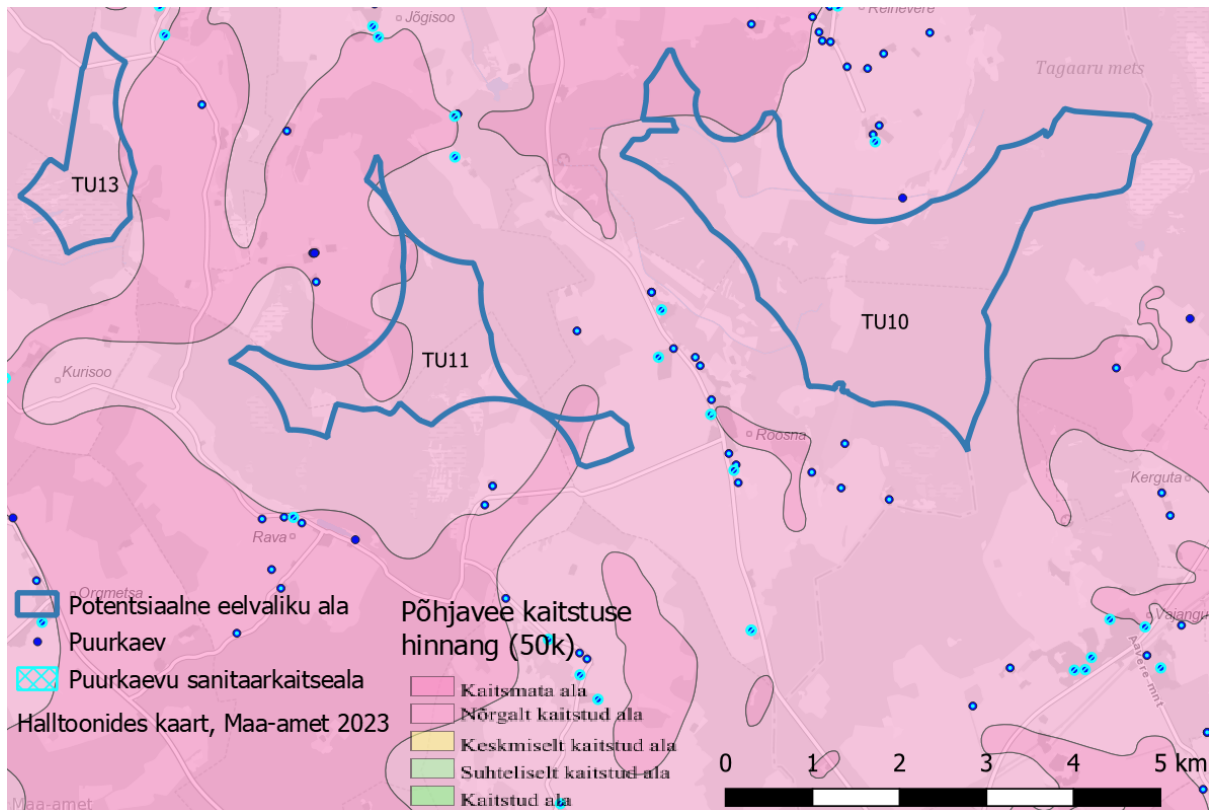 Jõgisoo
Reinevere
Tagaaru mets
TU13
TU11
TU10
Kurisoo
Roosna
Kerguta
Rava
Orgmetsa
Vajangu
Aavere-mnt
Potentsiaalne eelvaliku ala
Puurkaev
Puurkaevu sanitaarkaitseala
Halltoonides kaart, Maa-amet 2023
Põhjavee kaitstuse
hinnang (50k)
Kaitsmata ala
Nõrgalt kaitstud ala
Keskmiselt kaitstud ala
Suhteliselt kaitstud ala
Kaitstud ala
0 1 2 3 4 5 km
Maa-amet